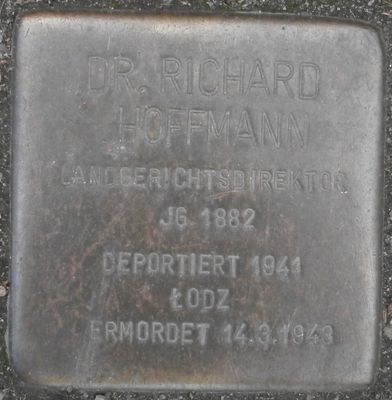 DR. RICHARD
HOFFMANN
LANDGERICHTSDIREKTOR
JG. 1882
DEPORTIERT 1941
ŁODZ
ERMORDET 14.3.1943